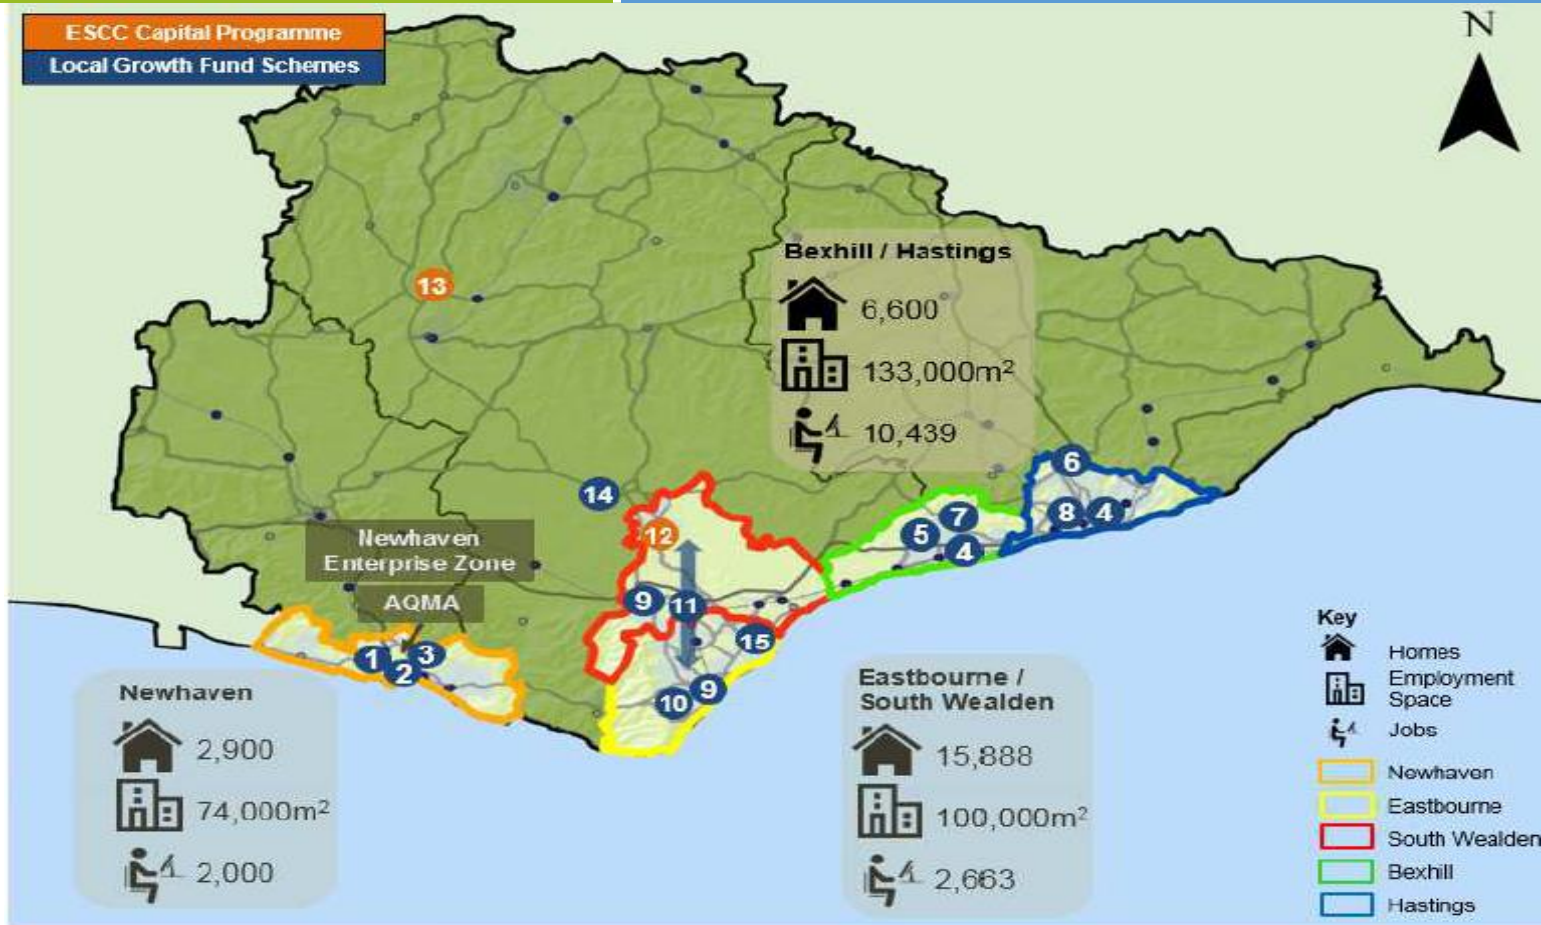 ESCC Capital Programme
Local Growth Fund Schemes
N
Bexhill / Hastings
6,600
133,000m²
10,439
13
14
12
6
7
5
8
4
4
Newhaven
Enterprise Zone
AQMA
9
11
15
1
2
3
10
9
Newhaven
2,900
74,000m²
2,000
Eastbourne /
South Wealden
15,888
100,000m²
2,663
Key
Homes
Employment
Space
Jobs
Newhaven
Eastbourne
South Wealden
Bexhill
Hastings